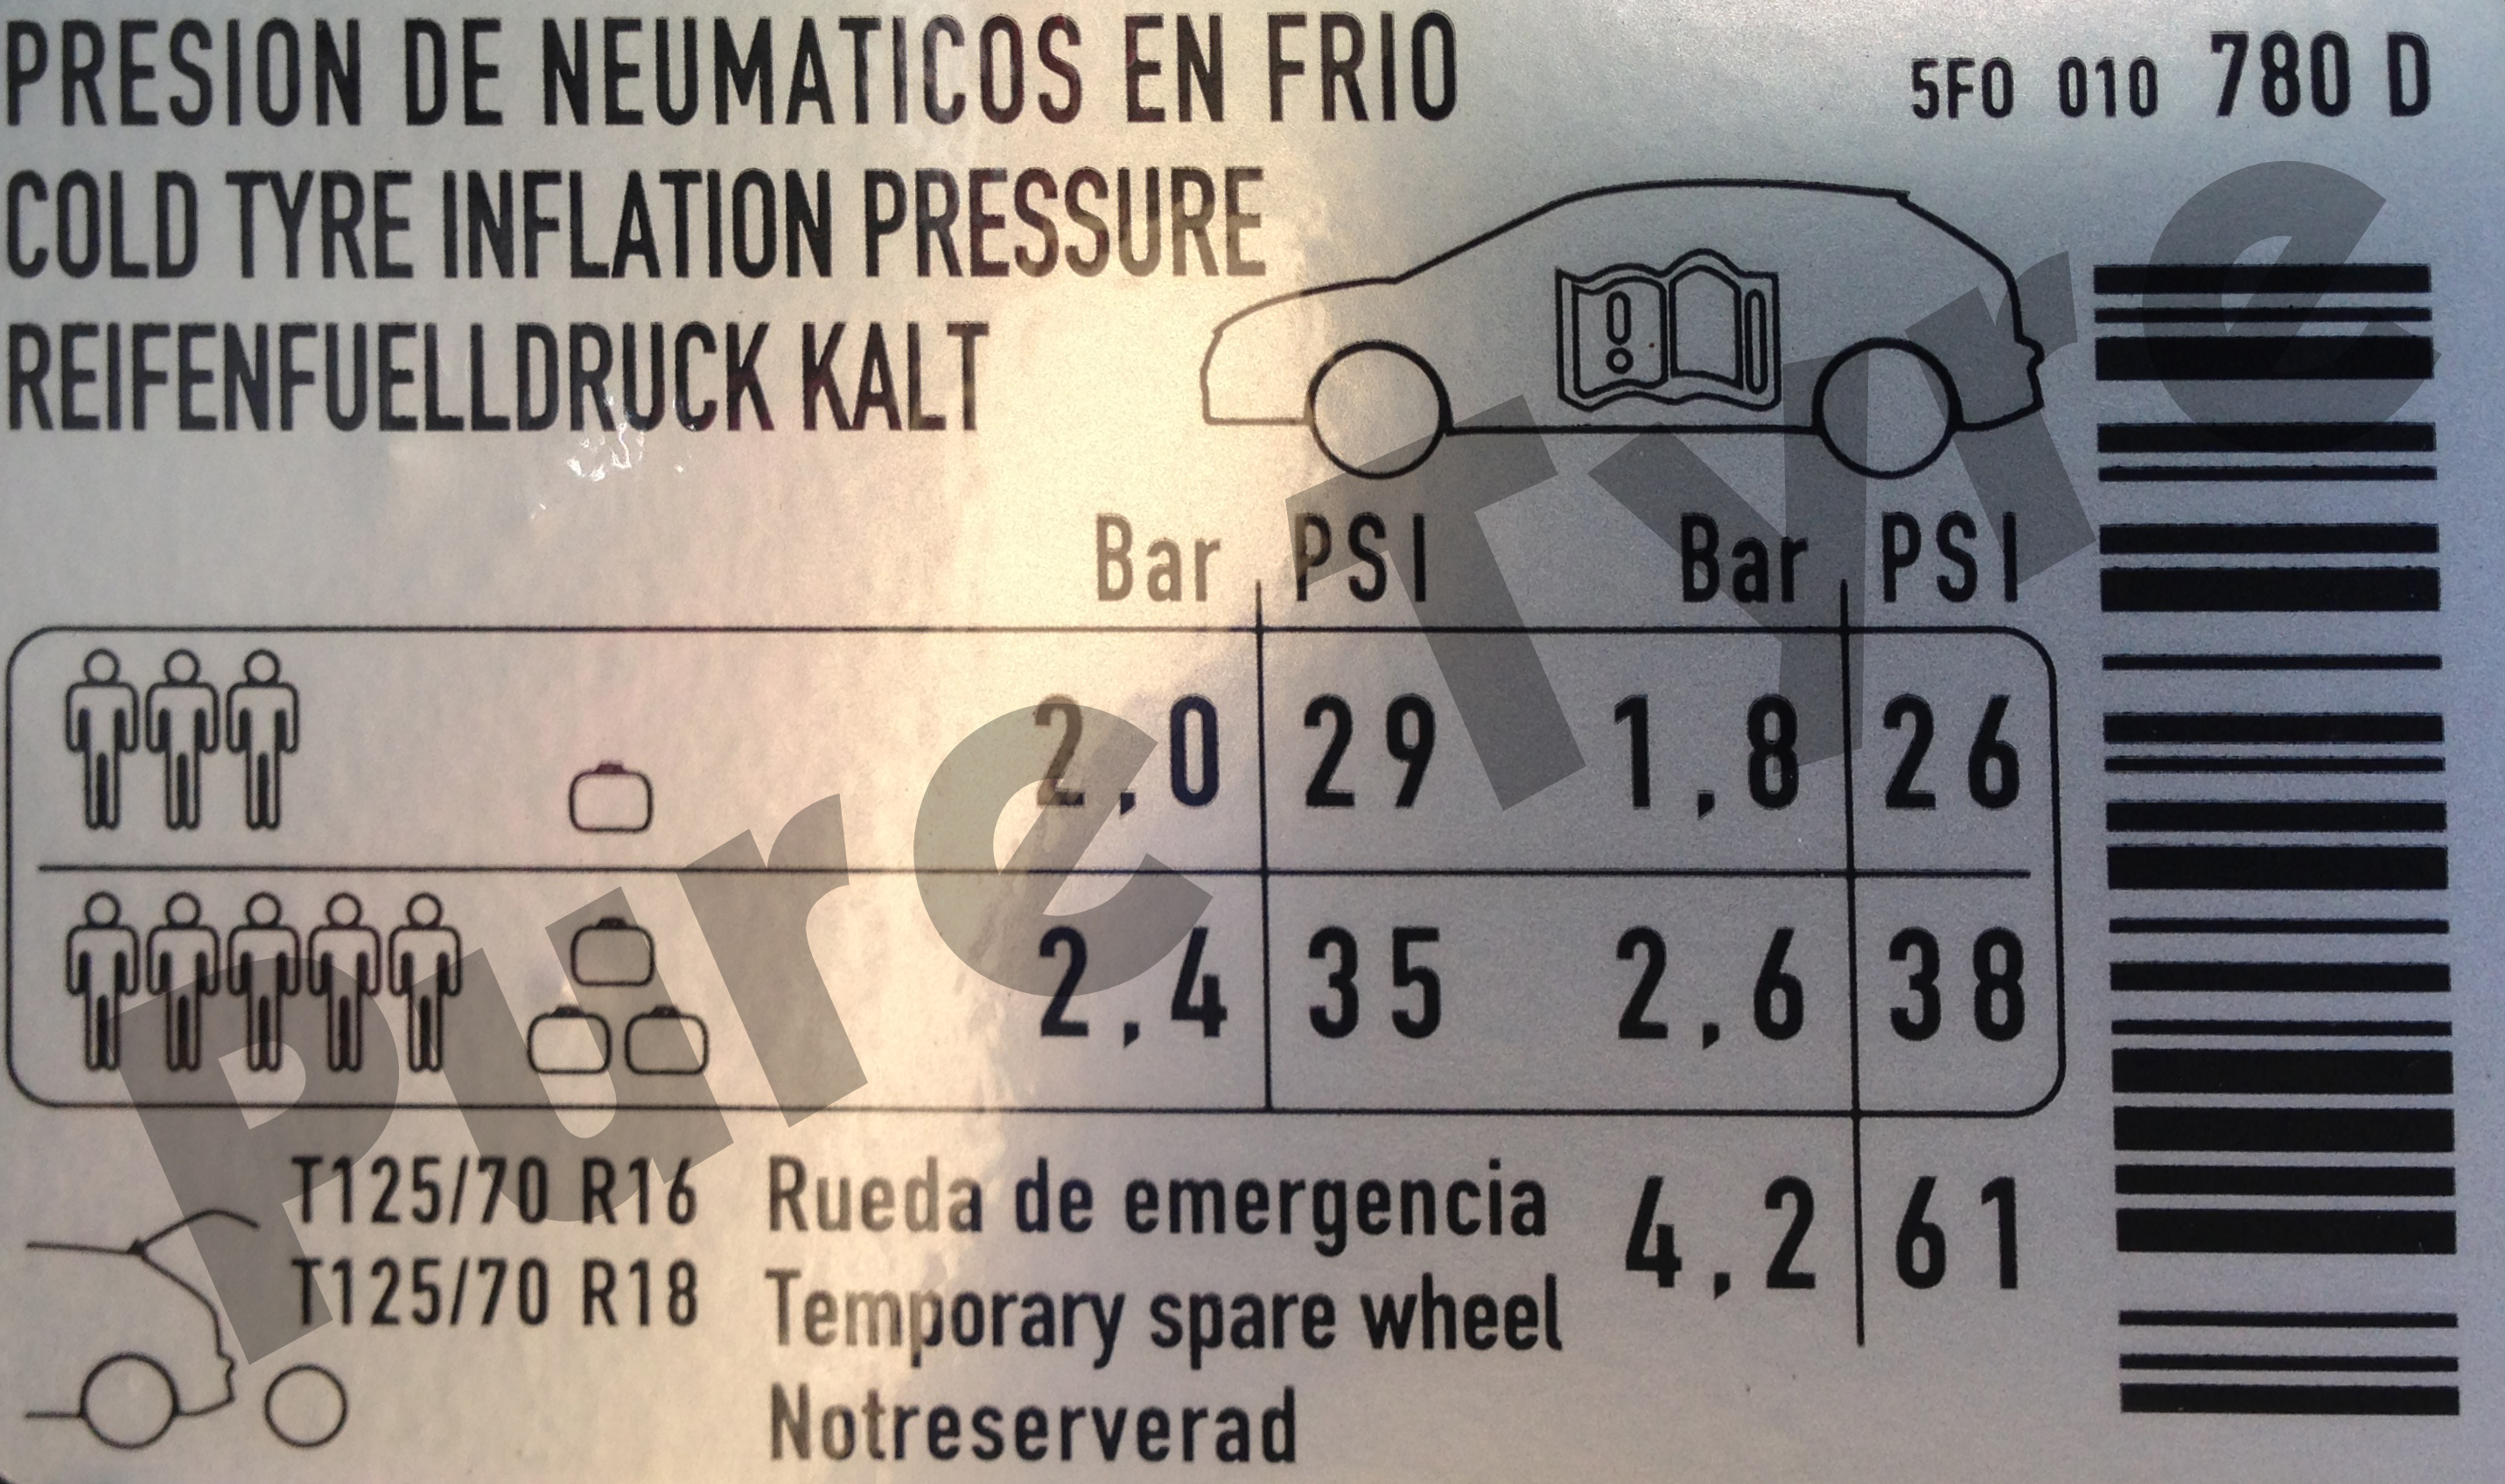 PRESION DE NEUMATICOS EN FRIO
5F0 010 780 D
COLD TYRE INFLATION PRESSURE
REIFENFUELLDRUCK KALT
Bar PSI Bar PSI
2,0 29 1,8 26
2,4 35 2,6 38
T125/70 R16 Rueda de emergencia
4,2 61
T125/70 R18 Temporary spare wheel
Notreserverad
Pure Tyre